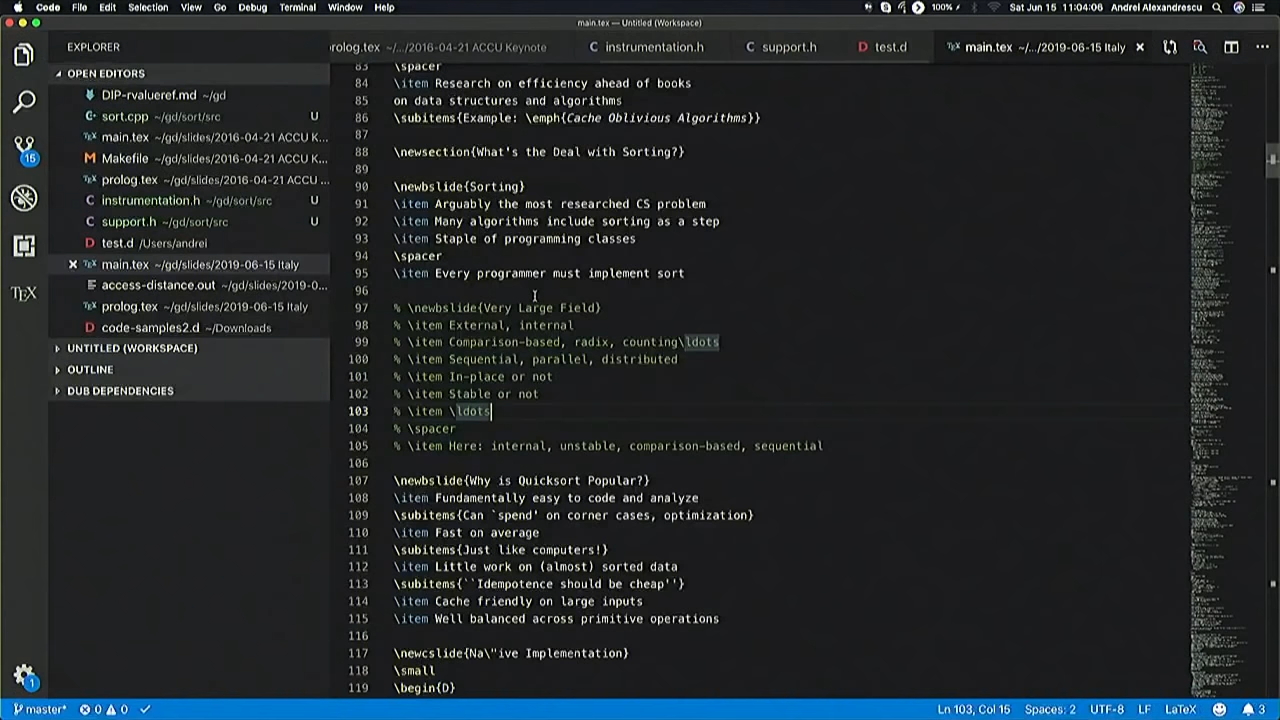 Code File Edit Selection View Go Debug Terminal Window Help 100% Sat Jun 15 11:04:06 Andrei Alexandrescu
main.tex — Untitled (Workspace)
EXPLORER
rolog.tex ~/.../2016-04-21 ACCU Keynote C instrumentation.h C support.h D test.d TEX main.tex ~/.../2019-06-15 Italy
OPEN EDITORS
DIP-rvalueref.md ~/gd
sort.cpp ~/gd/sort/src U
TEX main.tex ~/gd/slides/2016-04-21 ACCU K...
M Makefile ~/gd/slides/2016-04-21 ACCU K...
TEX prolog.tex ~/gd/slides/2016-04-21 ACCU ...
C instrumentation.h ~/gd/sort/src U
C support.h ~/gd/sort/src U
D test.d /Users/andrei
TEX main.tex ~/gd/slides/2019-06-15 Italy
access-distance.out ~/gd/slides/2019-0...
TEX prolog.tex ~/gd/slides/2019-06-15 Italy
D code-samples2.d ~/Downloads
UNTITLED (WORKSPACE)
OUTLINE
DUB DEPENDENCIES
15
TEX
1
83 \spacer
84 \item Research on efficiency ahead of books
85 on data structures and algorithms
86 \subitems{Example: \emph{Cache Oblivious Algorithms}}
87
88 \newsection{What's the Deal with Sorting?}
89
90 \newbslide{Sorting}
91 \item Arguably the most researched CS problem
92 \item Many algorithms include sorting as a step
93 \item Staple of programming classes
94 \spacer
95 \item Every programmer must implement sort
96
97 % \newbslide{Very Large Field}
98 % \item External, internal
99 % \item Comparison-based, radix, counting\ldots
100 % \item Sequential, parallel, distributed
101 % \item In-place or not
102 % \item Stable or not
103 % \item \ldots
104 % \spacer
105 % \item Here: internal, unstable, comparison-based, sequential
106
107 \newbslide{Why is Quicksort Popular?}
108 \item Fundamentally easy to code and analyze
109 \subitems{Can `spend' on corner cases, optimization}
110 \item Fast on average
111 \subitems{Just like computers!}
112 \item Little work on (almost) sorted data
113 \subitems{``Idempotence should be cheap''}
114 \item Cache friendly on large inputs
115 \item Well balanced across primitive operations
116
117 \newcslide{Na\"ive Implementation}
118 \small
119 \begin{D}
master* 0 0 Ln 103, Col 15 Spaces: 2 UTF-8 LF LaTeX 3